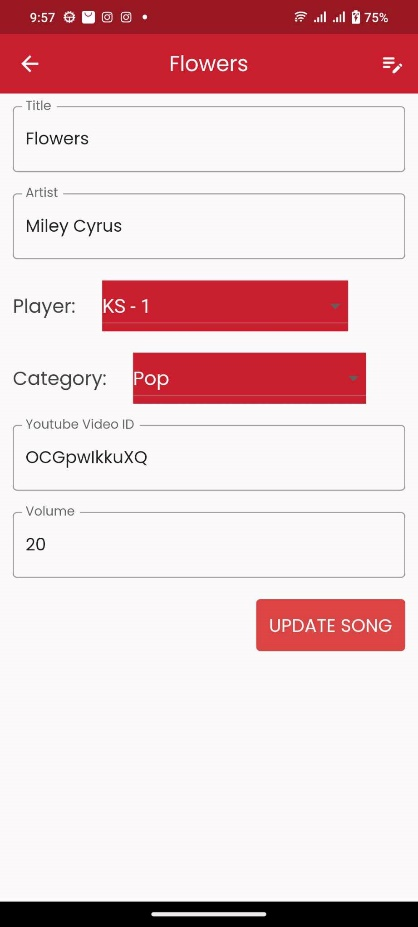 9:57
75%
Flowers
Title
Flowers
Artist
Miley Cyrus
Player: KS - 1
Category: Pop
Youtube Video ID
OCGpwIkkuXQ
Volume
20
UPDATE SONG